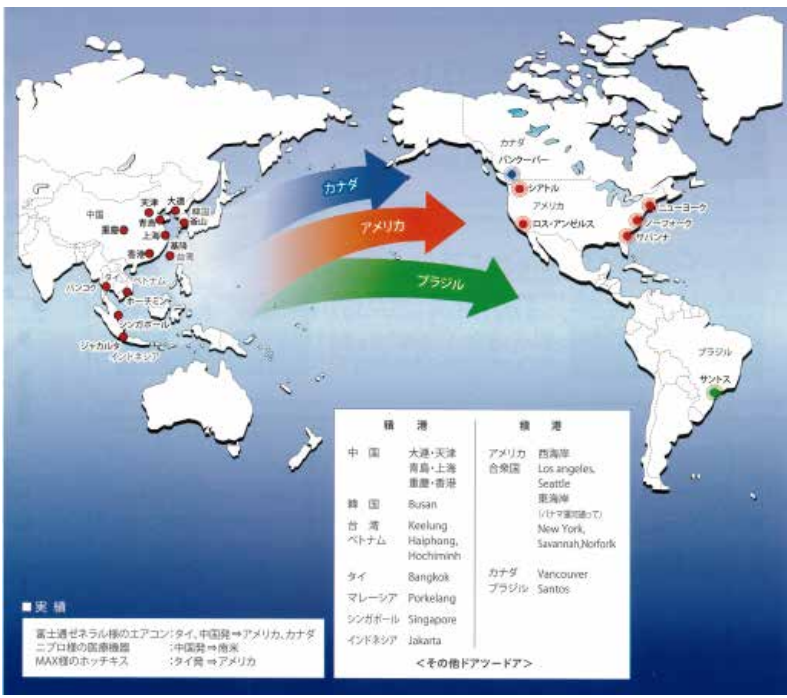 カナダ
バンクーバー
シアトル
アメリカ
ロス・アンゼルス
ニューヨーク
ノーフォーク
サバンナ
カナダ
アメリカ
ブラジル
天津 大連
中国 韓国
青島 釜山
重慶
上海
基隆
香港 台湾
タイ ベトナム
バンコク
ホーチミン
シンガポール
ジャカルタ
インドネシア
ブラジル
サントス
積 港
中 国 大連・天津
青島・上海
重慶・香港
韓 国 Busan
台 湾 Keelung
ベトナム Haiphong,
Hochiminh
タイ Bangkok
マレーシア Porkelang
シンガポール Singapore
インドネシア Jakarta
港
アメリカ 西海岸
合衆国 Los angeles,
Seattle
東海岸
(パナマ運河通って)
New York,
Savannah,Norforlk
カナダ Vancouver
ブラジル Santos
＜その他ドアツードア＞
■実 績
富士通ゼネラル様のエアコン:タイ、中国発⇒アメリカ、カナダ
ニプロ様の医療機器 :中国発⇒南米
MAX様のホッチキス :タイ発⇒アメリカ